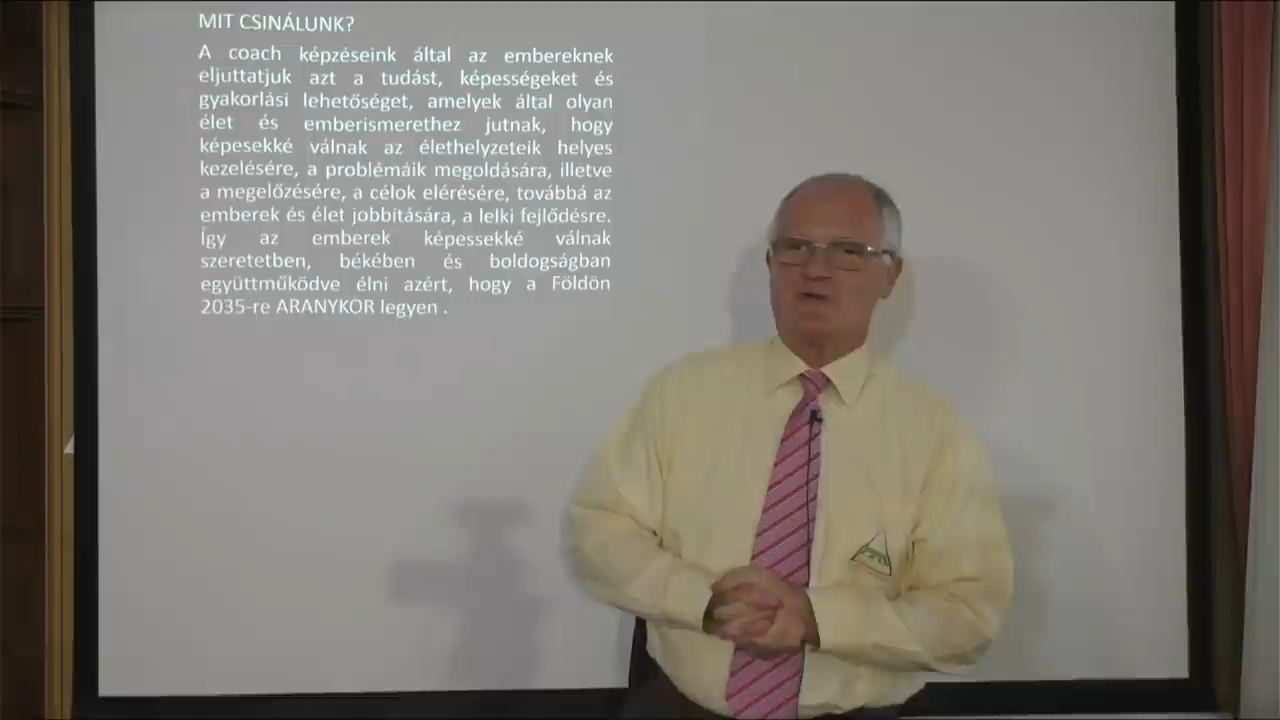 MIT CSINÁLUNK?
A coach képzéseink által az embereknek
eljuttatjuk azt a tudást, képességeket és
gyakorlási lehetőséget, amelyek által olyan
élet és emberismerethez jutnak, hogy
képesekké válnak az élethelyzeteik helyes
kezelésére, a problémáik megoldására, illetve
a megelőzésére, a célok elérésére, továbbá az
emberek és élet jobbítására, a lelki fejlődésre.
Így az emberek képessekké válnak
szeretetben, békében és boldogságban
együttműködve élni azért, hogy a Földön
2035-re ARANYKOR legyen .